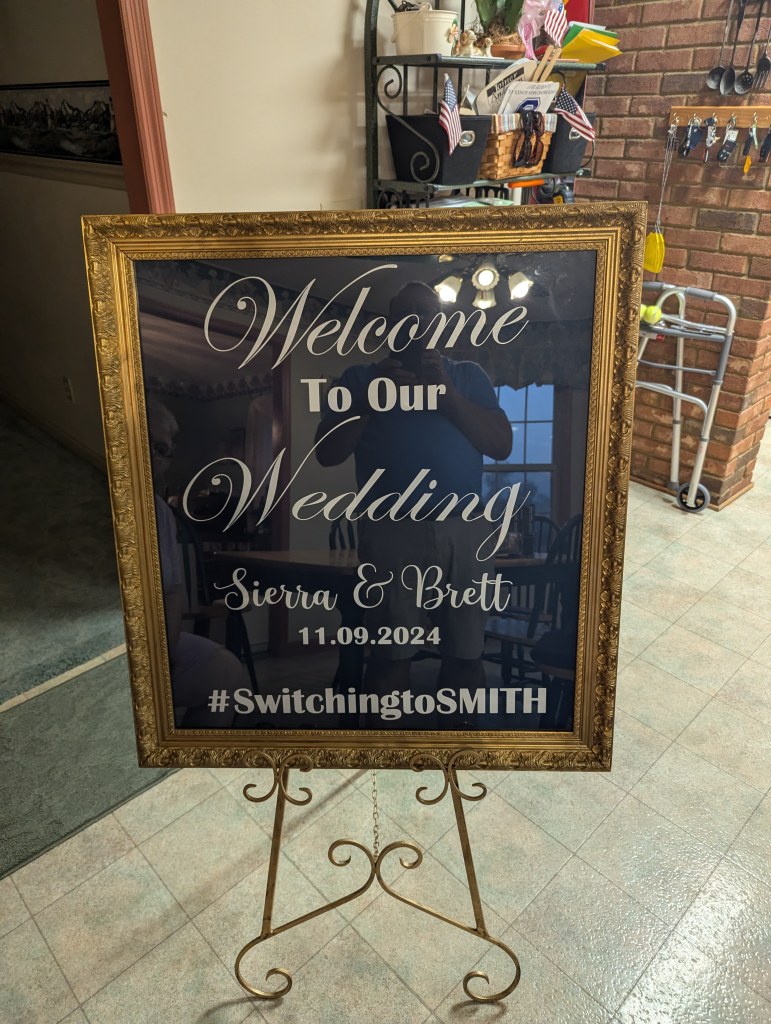 Welcome
To Our
Wedding
Sierra & Brett
11.09.2024
#SwitchingtoSMITH